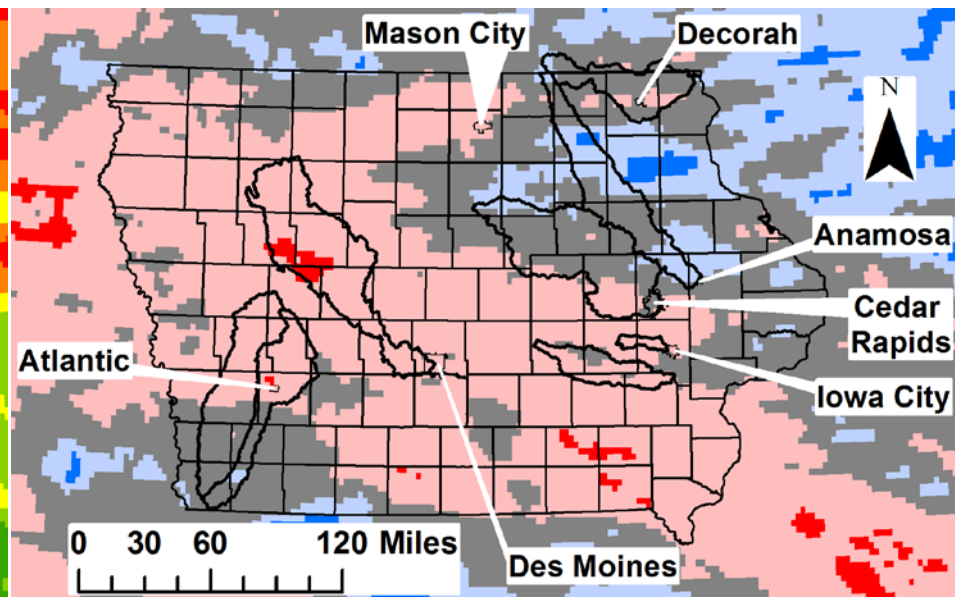 Mason City
Decorah
N
Anamosa
Cedar
Rapids
Atlantic
Iowa City
0 30 60 120 Miles
Des Moines